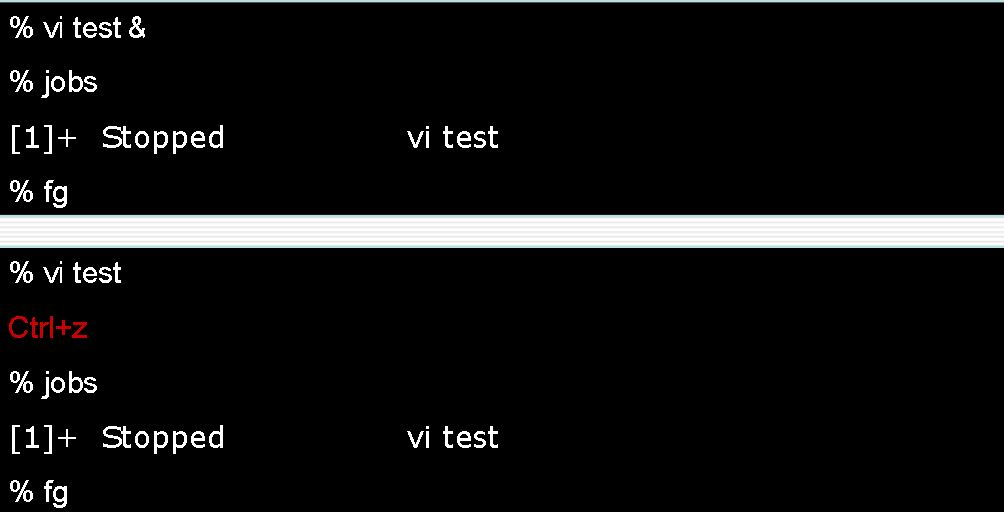 % vi test &
% jobs
[1]+ Stopped vi test
% fg
% vi test
Ctrl+z
% jobs
[1]+ Stopped vi test
% fg